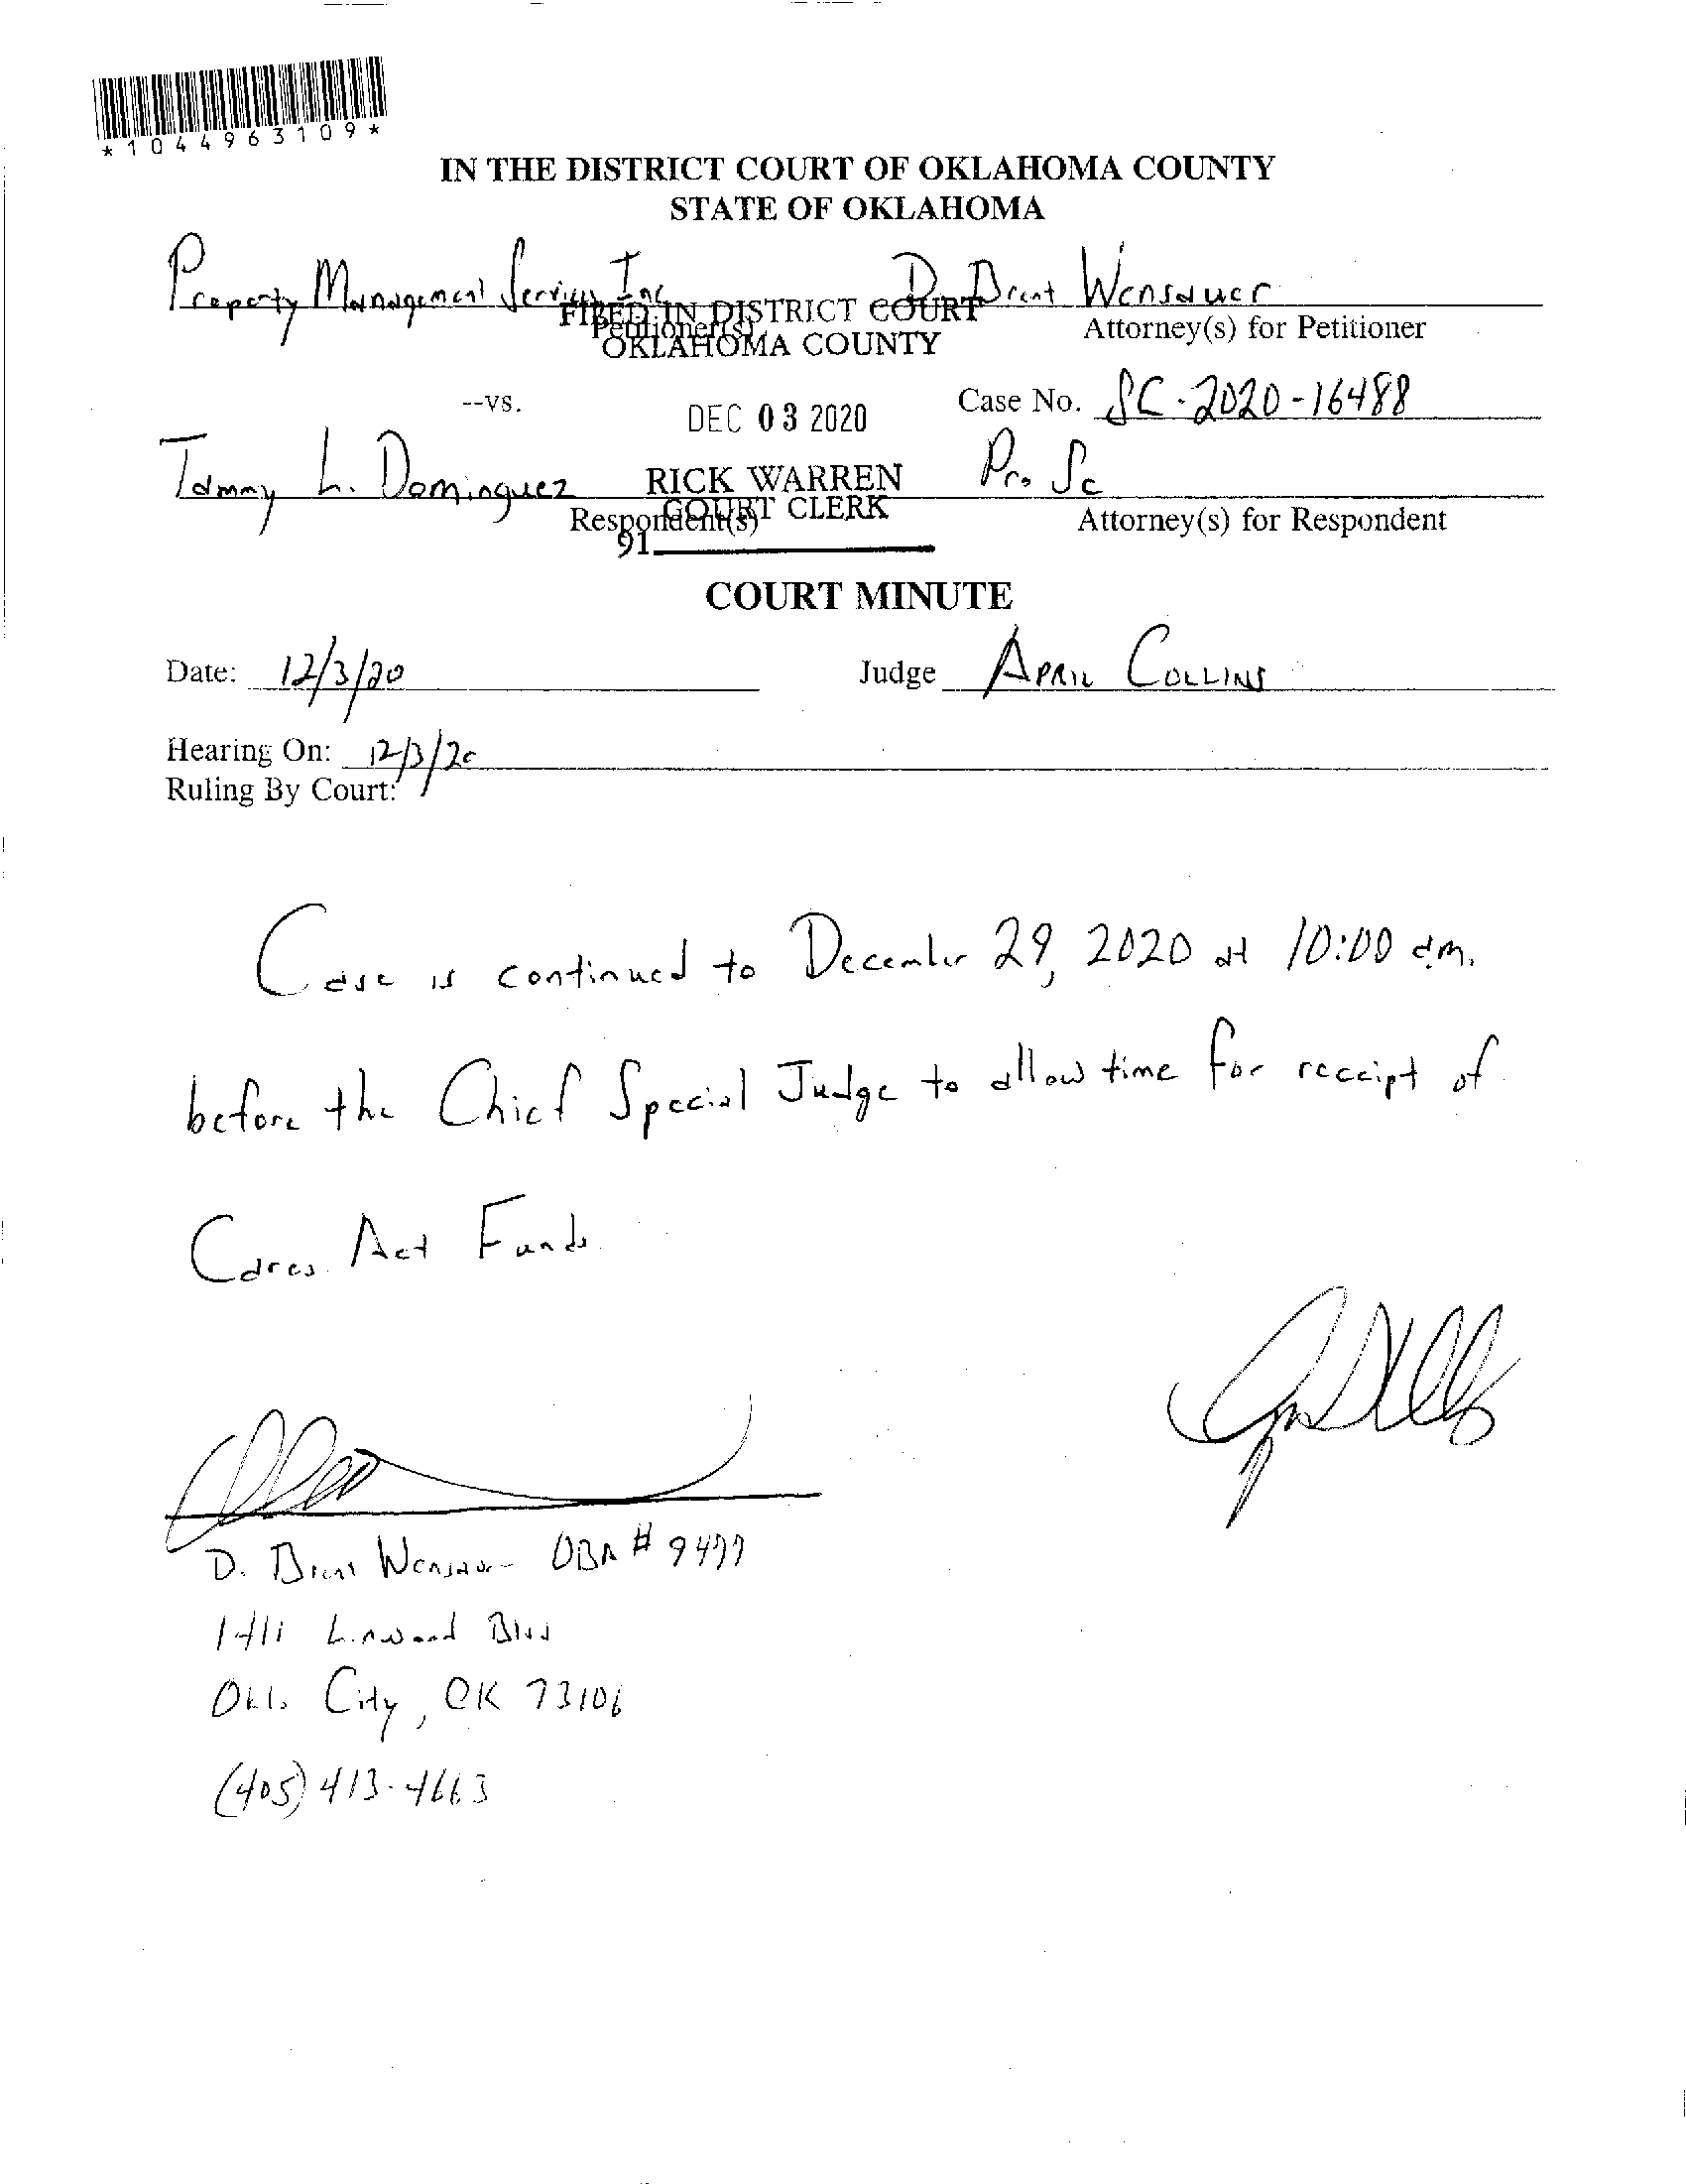 *1044963109*
IN THE DISTRICT COURT OF OKLAHOMA COUNTY
STATE OF OKLAHOMA
Property Management Services Inc
D. Brent Wensauer
FILED IN DISTRICT COURT
OKLAHOMA COUNTY
Petitioner(s),
Attorney(s) for Petitioner
--vs.
DEC 03 2020
Case No. SC-2020-16488
Tammy L. Dominguez
RICK WARREN
COURT CLERK
Pro Se
Respondent(s)
Attorney(s) for Respondent
91
COURT MINUTE
Date: 12/3/20
Judge APRIL COLLINS
Hearing On: 12/3/20
Ruling By Court:
Case is continued to December 29, 2020 at 10:00 a.m.
before the Chief Special Judge to allow time for receipt of
Cares Act Funds
D. Brent Wensauer OBA # 9477
1411 Linwood Blvd
Okla City, OK 73106
(405) 413-4663